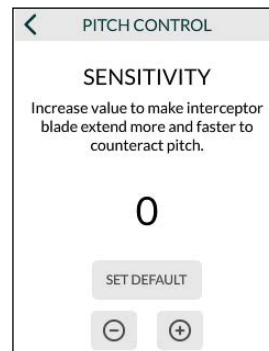 PITCH CONTROL
SENSITIVITY
Increase value to make interceptor
blade extend more and faster to
counteract pitch.
0
SET DEFAULT